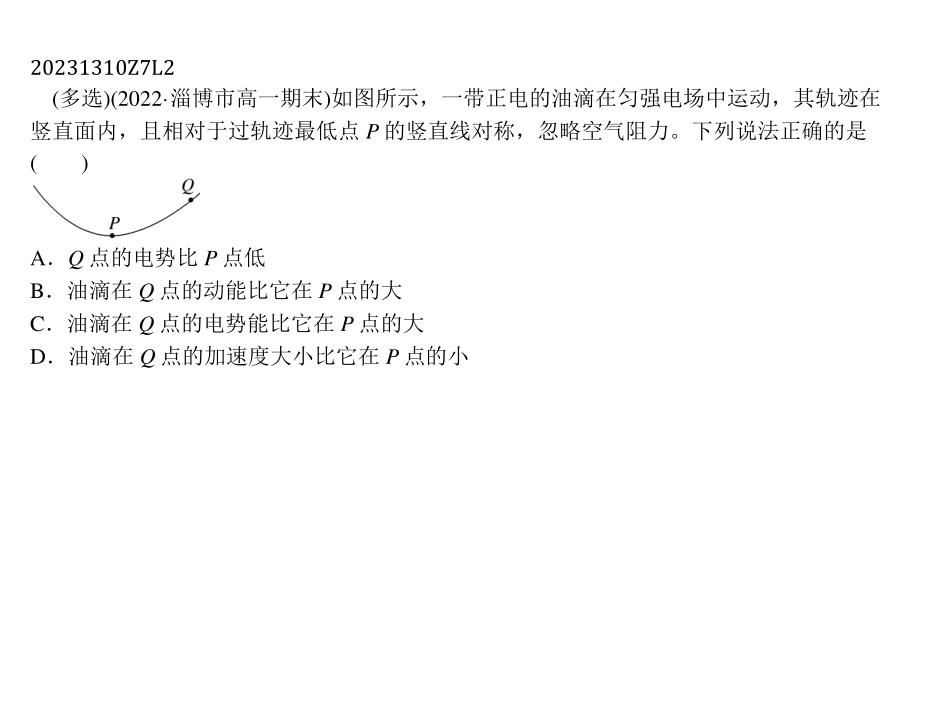 20231310Z7L2
(多选)(2022·淄博市高一期末)如图所示，一带正电的油滴在匀强电场中运动，其轨迹在
竖直面内，且相对于过轨迹最低点 P 的竖直线对称，忽略空气阻力。下列说法正确的是
(　　)
Q
P
A．Q 点的电势比 P 点低
B．油滴在 Q 点的动能比它在 P 点的大
C．油滴在 Q 点的电势能比它在 P 点的大
D．油滴在 Q 点的加速度大小比它在 P 点的小